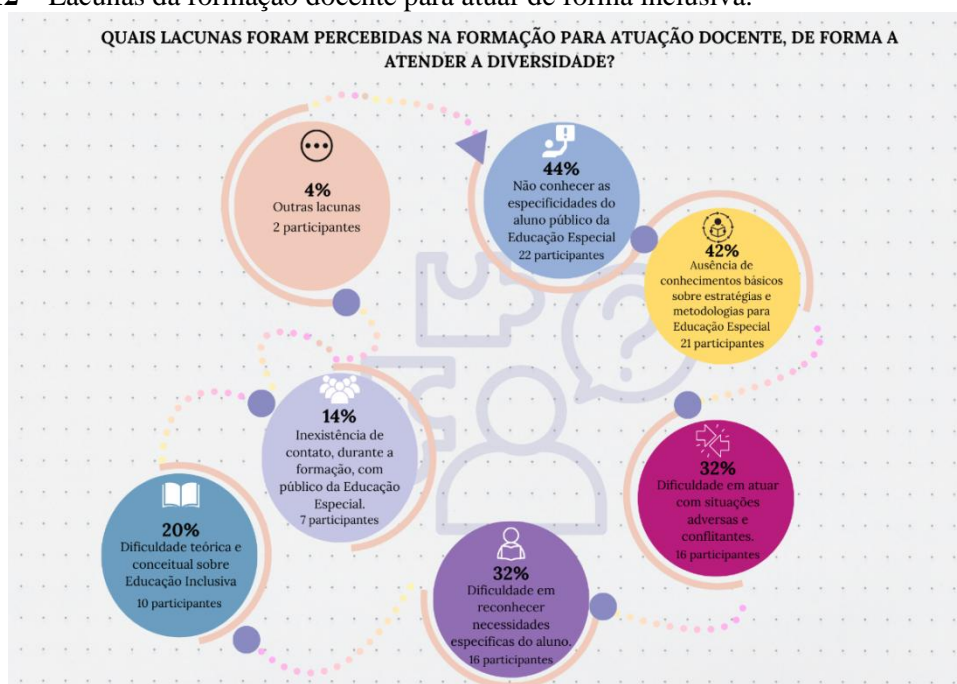 Lacunas da formação docente para atuar de forma inclusiva.
QUAIS LACUNAS FORAM PERCEBIDAS NA FORMAÇÃO PARA ATUAÇÃO DOCENTE, DE FORMA A
ATENDER A DIVERSIDADE?
4%
Outras lacunas
2 participantes
44%
Não conhecer as
especificidades do
aluno público da
Educação Especial
22 participantes
42%
Ausência de
conhecimentos básicos
sobre estratégias e
metodologias para
Educação Especial
21 participantes
32%
Dificuldade em atuar
com situações
adversas e
conflitantes.
16 participantes
32%
Dificuldade em
reconhecer
necessidades
específicas do aluno.
16 participantes
20%
Dificuldade teórica e
conceitual sobre
Educação Inclusiva
10 participantes
14%
Inexistência de
contato, durante a
formação, com
público da Educação
Especial.
7 participantes